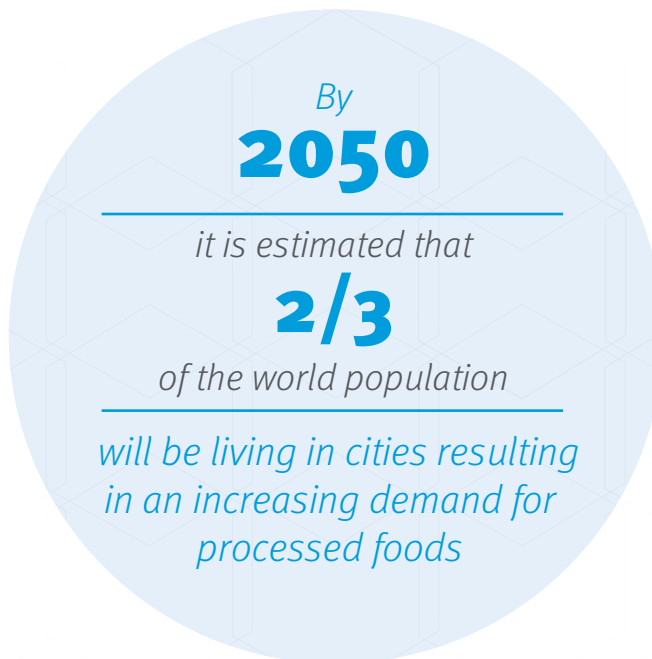 By
2050
it is estimated that
2/3
of the world population
will be living in cities resulting
in an increasing demand for
processed foods